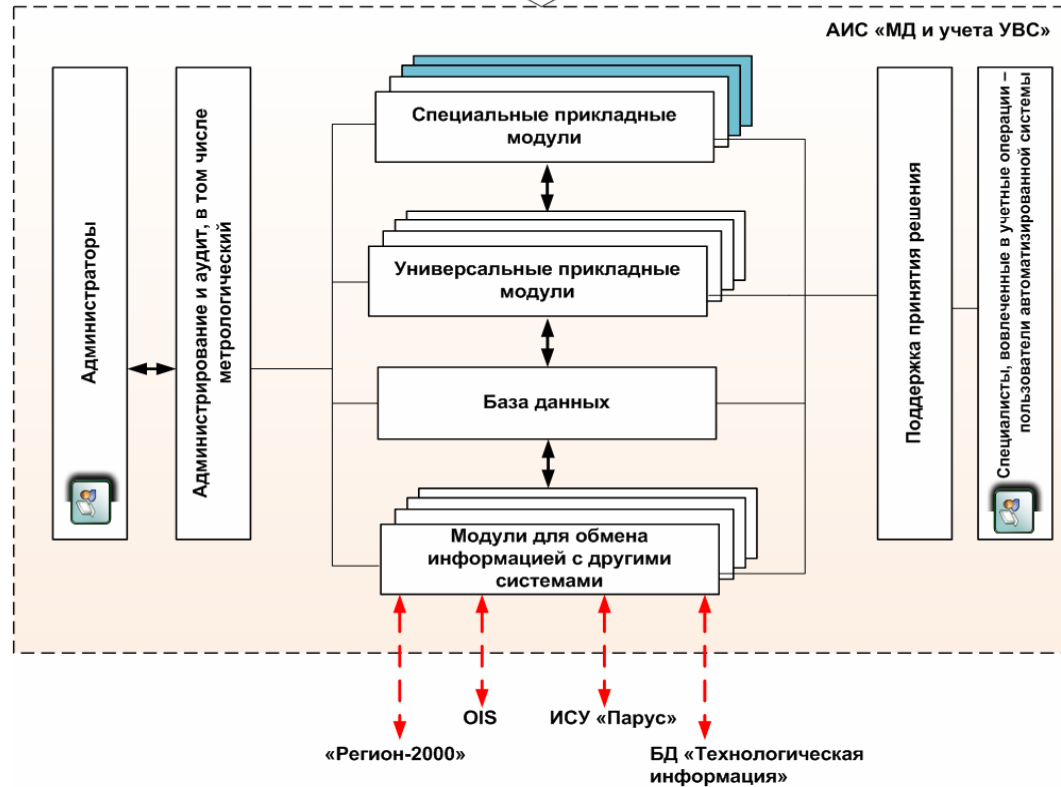 АИС «МД и учета УВС»
Администраторы
Администрирование и аудит, в том числе
метрологический
Специальные прикладные
модули
Универсальные прикладные
модули
База данных
Модули для обмена
информацией с другими
системами
Поддержка принятия решения
Специалисты, вовлеченные в учетные операции –
пользователи автоматизированной системы
OIS
ИСУ «Парус»
«Регион-2000»
БД «Технологическая
информация»